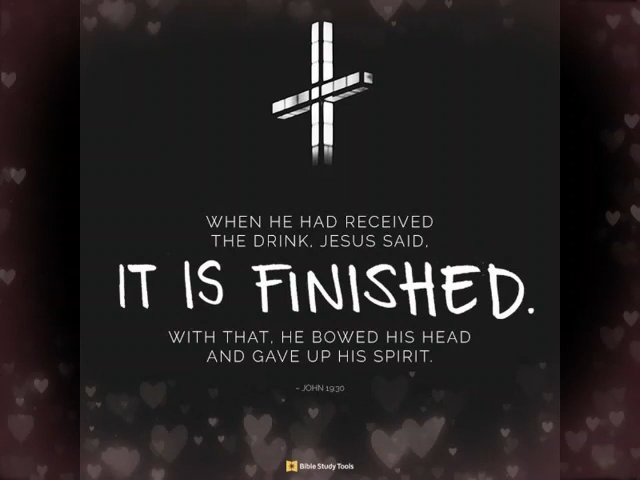 WHEN HE HAD RECEIVED
THE DRINK, JESUS SAID,
IT IS FINISHED.
WITH THAT, HE BOWED HIS HEAD
AND GAVE UP HIS SPIRIT.
- JOHN 19:30
Bible Study Tools